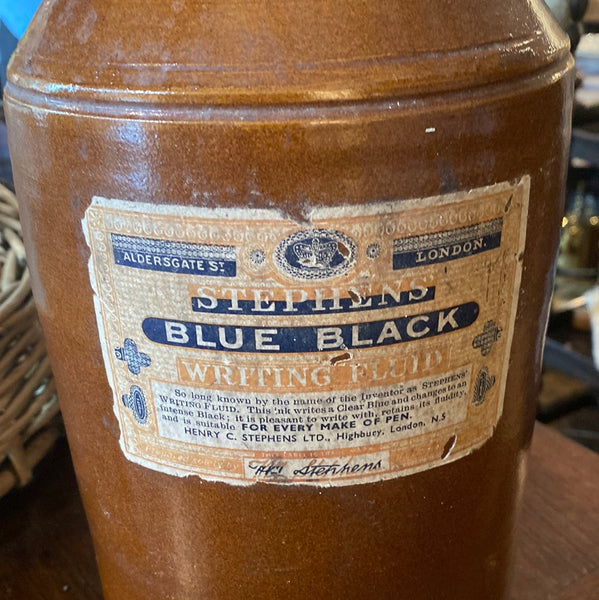 ALDERSGATE ST LONDON.
STEPHENS'
BLUE BLACK
WRITING FLUID
So long known by the name of the Inventor as STEPHENS'
WRITING FLUID. This ink writes a Clear Blue and changes to an
Intense Black; it is pleasant to write with, retains its fluidity,
and is suitable FOR EVERY MAKE OF PEN.
HENRY C. STEPHENS LTD., Highbury, London, N.5
Stephens